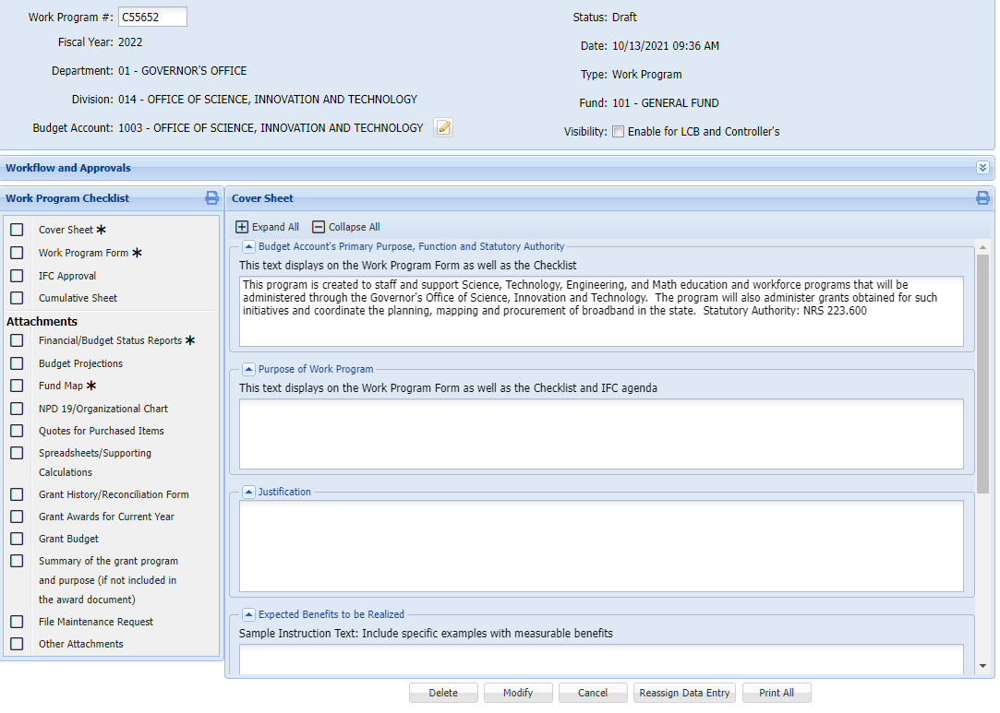 Work Program #: C55652
Status: Draft
Fiscal Year: 2022
Date: 10/13/2021 09:36 AM
Department: 01 - GOVERNOR'S OFFICE
Type: Work Program
Division: 014 - OFFICE OF SCIENCE, INNOVATION AND TECHNOLOGY
Fund: 101 - GENERAL FUND
Budget Account: 1003 - OFFICE OF SCIENCE, INNOVATION AND TECHNOLOGY
Visibility: Enable for LCB and Controller's
Workflow and Approvals
Work Program Checklist
Cover Sheet *
Work Program Form *
IFC Approval
Cumulative Sheet
Attachments
Financial/Budget Status Reports *
Budget Projections
Fund Map *
NPD 19/Organizational Chart
Quotes for Purchased Items
Spreadsheets/Supporting
Calculations
Grant History/Reconciliation Form
Grant Awards for Current Year
Grant Budget
Summary of the grant program
and purpose (if not included in
the award document)
File Maintenance Request
Other Attachments
Cover Sheet
Expand All Collapse All
Budget Account's Primary Purpose, Function and Statutory Authority
This text displays on the Work Program Form as well as the Checklist
This program is created to staff and support Science, Technology, Engineering, and Math education and workforce programs that will be
administered through the Governor's Office of Science, Innovation and Technology.  The program will also administer grants obtained for such
initiatives and coordinate the planning, mapping and procurement of broadband in the state.  Statutory Authority: NRS 223.600
Purpose of Work Program
This text displays on the Work Program Form as well as the Checklist and IFC agenda
Justification
Expected Benefits to be Realized
Sample Instruction Text: Include specific examples with measurable benefits
Delete Modify Cancel Reassign Data Entry Print All